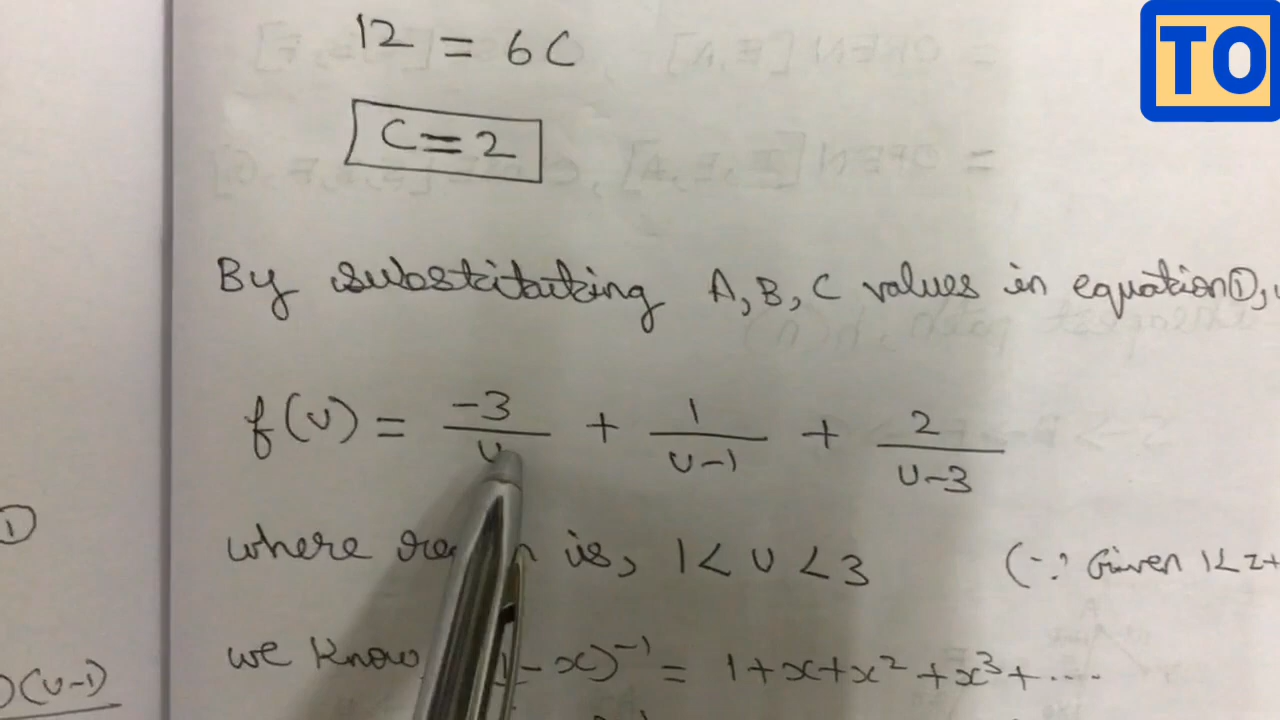 TO
12 = 6C
C = 2
By substituting A, B, C values in equation①,
f(u) = -3/u + 1/(u-1) + 2/(u-3)
①
where is, 1 < u < 3 (∵ Given 1<z+
we know -x)⁻¹ = 1+x+x²+x³+....
)(u-1)